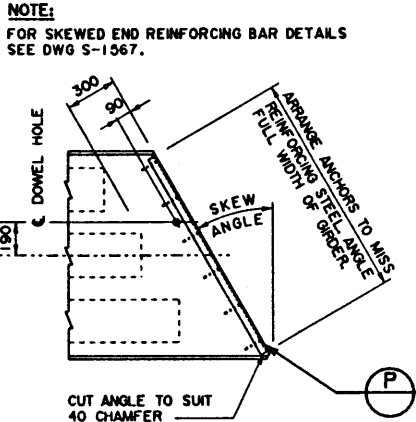 NOTE:
FOR SKEWED END REINFORCING BAR DETAILS
SEE DWG S-1567.
300
90
℄ DOWEL HOLE
ARRANGE ANCHORS TO MISS
REINFORCING STEEL. ANGLE
FULL WIDTH OF GIRDER.
SKEW
ANGLE
190
P
CUT ANGLE TO SUIT
40 CHAMFER